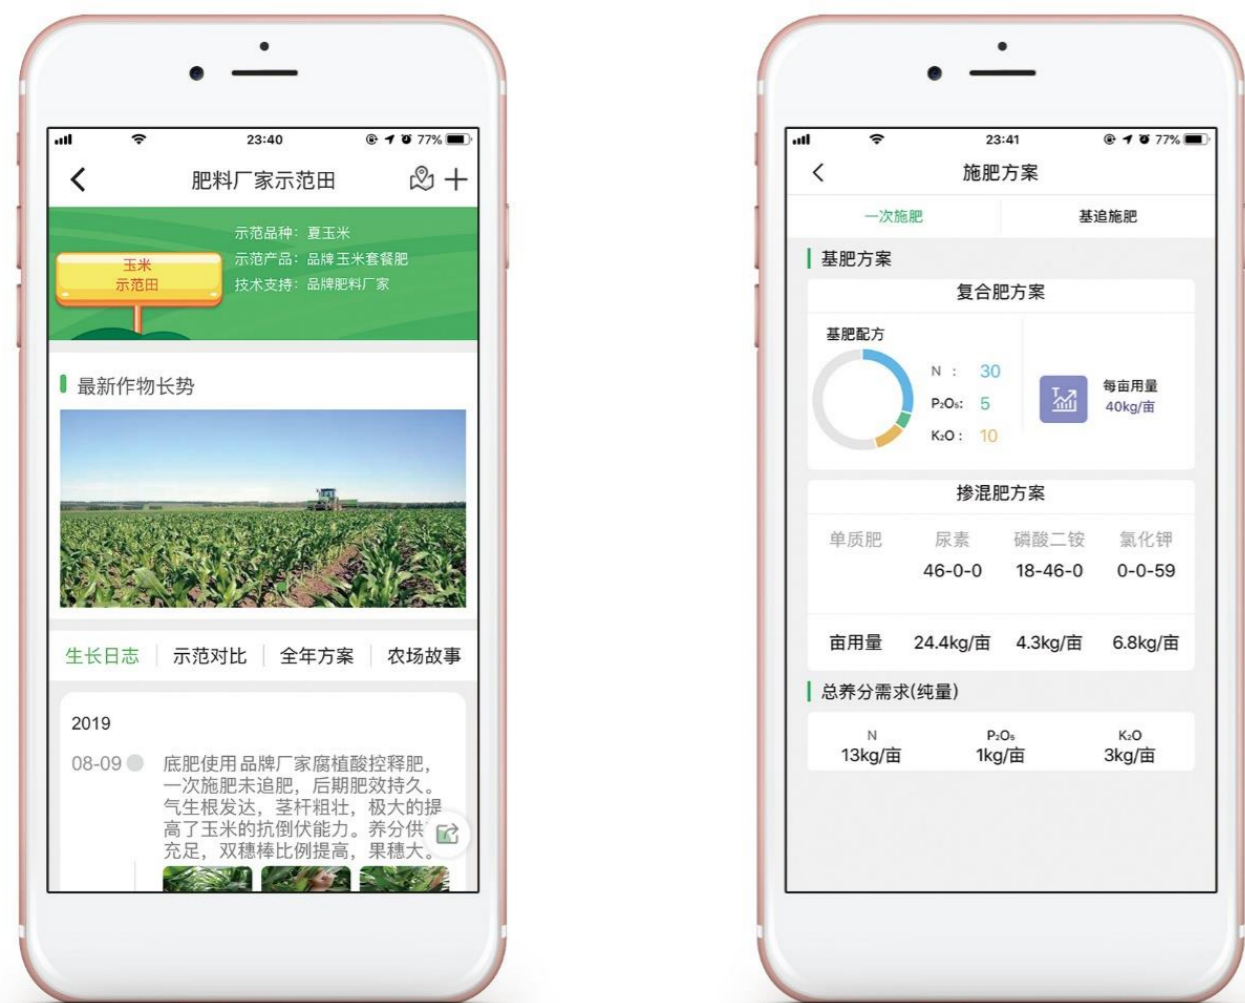 23:40
77%
肥料厂家示范田
示范品种：夏玉米
示范产品：品牌玉米套餐肥
技术支持：品牌肥料厂家
玉米
示范田
最新作物长势
生长日志
示范对比
全年方案
农场故事
2019
08-09
底肥使用品牌厂家腐植酸控释肥，
一次施肥未追肥，后期肥效持久。
气生根发达，茎杆粗壮，极大的提
高了玉米的抗倒伏能力。养分供
充足，双穗棒比例提高，果穗大。
23:41
77%
施肥方案
一次施肥
基追施肥
基肥方案
复合肥方案
基肥配方
N ： 30
P₂O₅: 5
K₂O： 10
每亩用量
40kg/亩
掺混肥方案
单质肥 尿素 磷酸二铵 氯化钾
46-0-0 18-46-0 0-0-59
亩用量 24.4kg/亩 4.3kg/亩 6.8kg/亩
总养分需求(纯量)
N P₂O₅ K₂O
13kg/亩 1kg/亩 3kg/亩